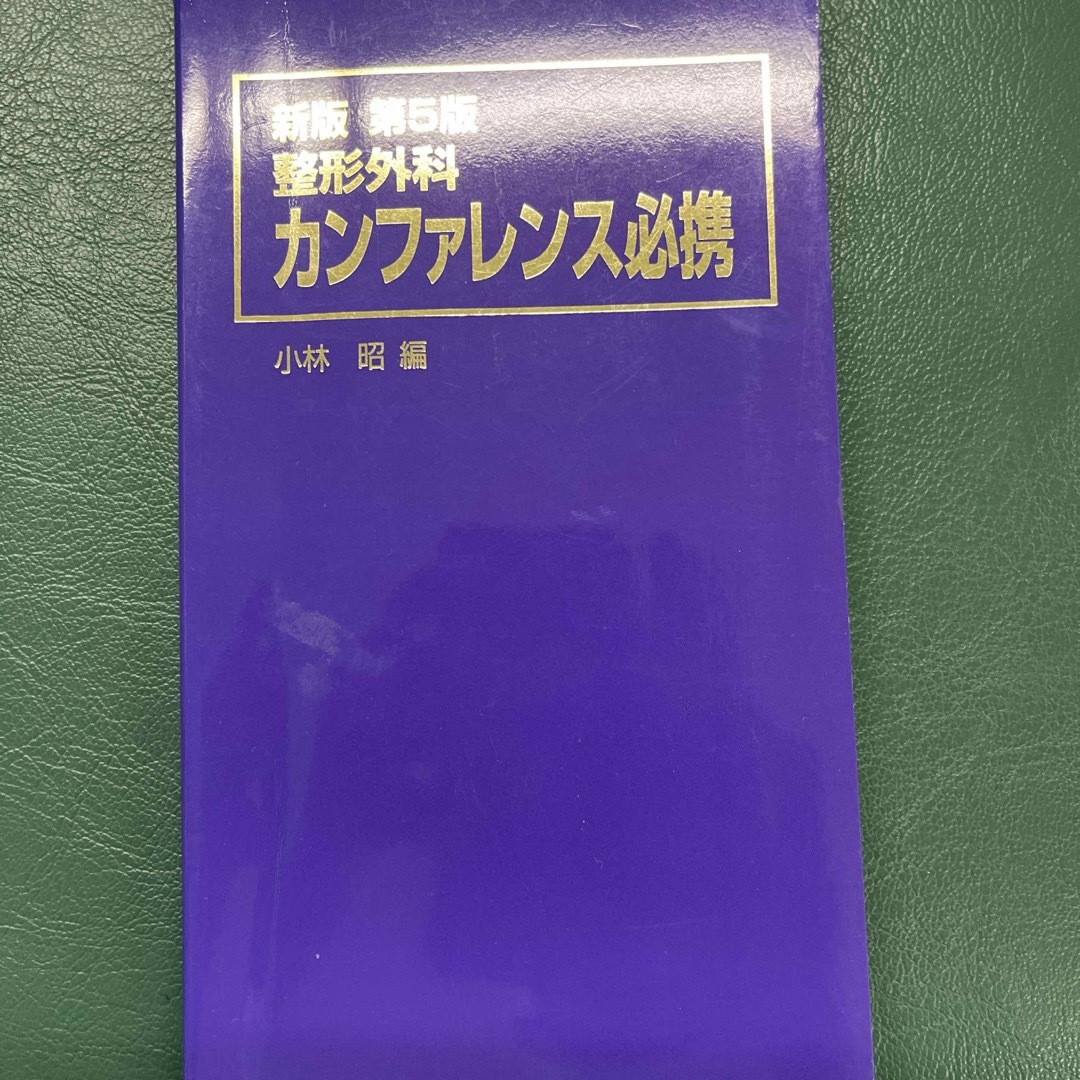 新版 第5版
整形外科
カンファレンス必携
小林 昭 編